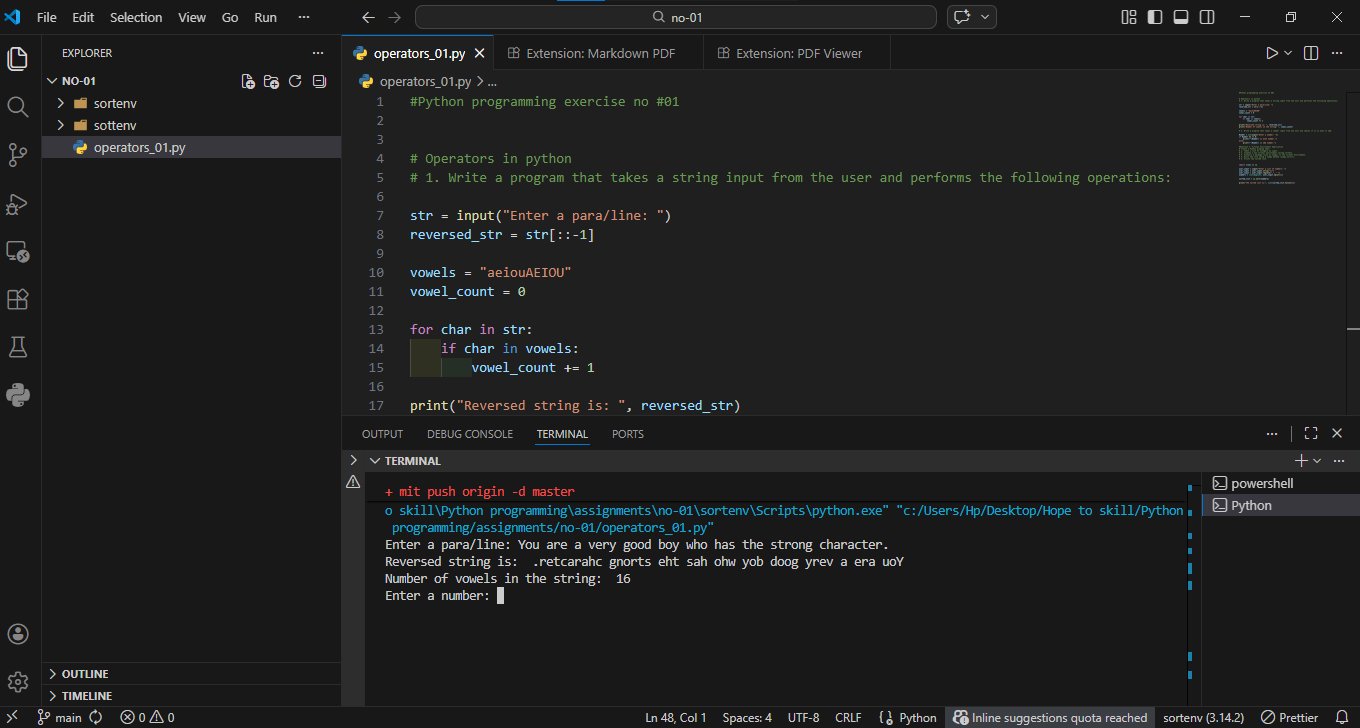 File Edit Selection View Go Run ··· no-01
EXPLORER ···
NO-01
sortenv
sottenv
operators_01.py
OUTLINE
TIMELINE
operators_01.py Extension: Markdown PDF Extension: PDF Viewer ···
operators_01.py > ...
1 #Python programming exercise no #01
2
3
4 # Operators in python
5 # 1. Write a program that takes a string input from the user and performs the following operations:
6
7 str = input("Enter a para/line: ")
8 reversed_str = str[::-1]
9
10 vowels = "aeiouAEIOU"
11 vowel_count = 0
12
13 for char in str:
14 if char in vowels:
15 vowel_count += 1
16
17 print("Reversed string is: ", reversed_str)
OUTPUT DEBUG CONSOLE TERMINAL PORTS ···
TERMINAL ···
+ mit push origin -d master
o skill\Python programming\assignments\no-01\sortenv\Scripts\python.exe" "c:/Users/Hp/Desktop/Hope to skill/Python
programming/assignments/no-01/operators_01.py"
Enter a para/line: You are a very good boy who has the strong character.
Reversed string is:  .retcarahc gnorts eht sah ohw yob doog yrev a era uoY
Number of vowels in the string:  16
Enter a number:
powershell
Python
main 0 0 Ln 48, Col 1 Spaces: 4 UTF-8 CRLF {} Python Inline suggestions quota reached sortenv (3.14.2) Prettier